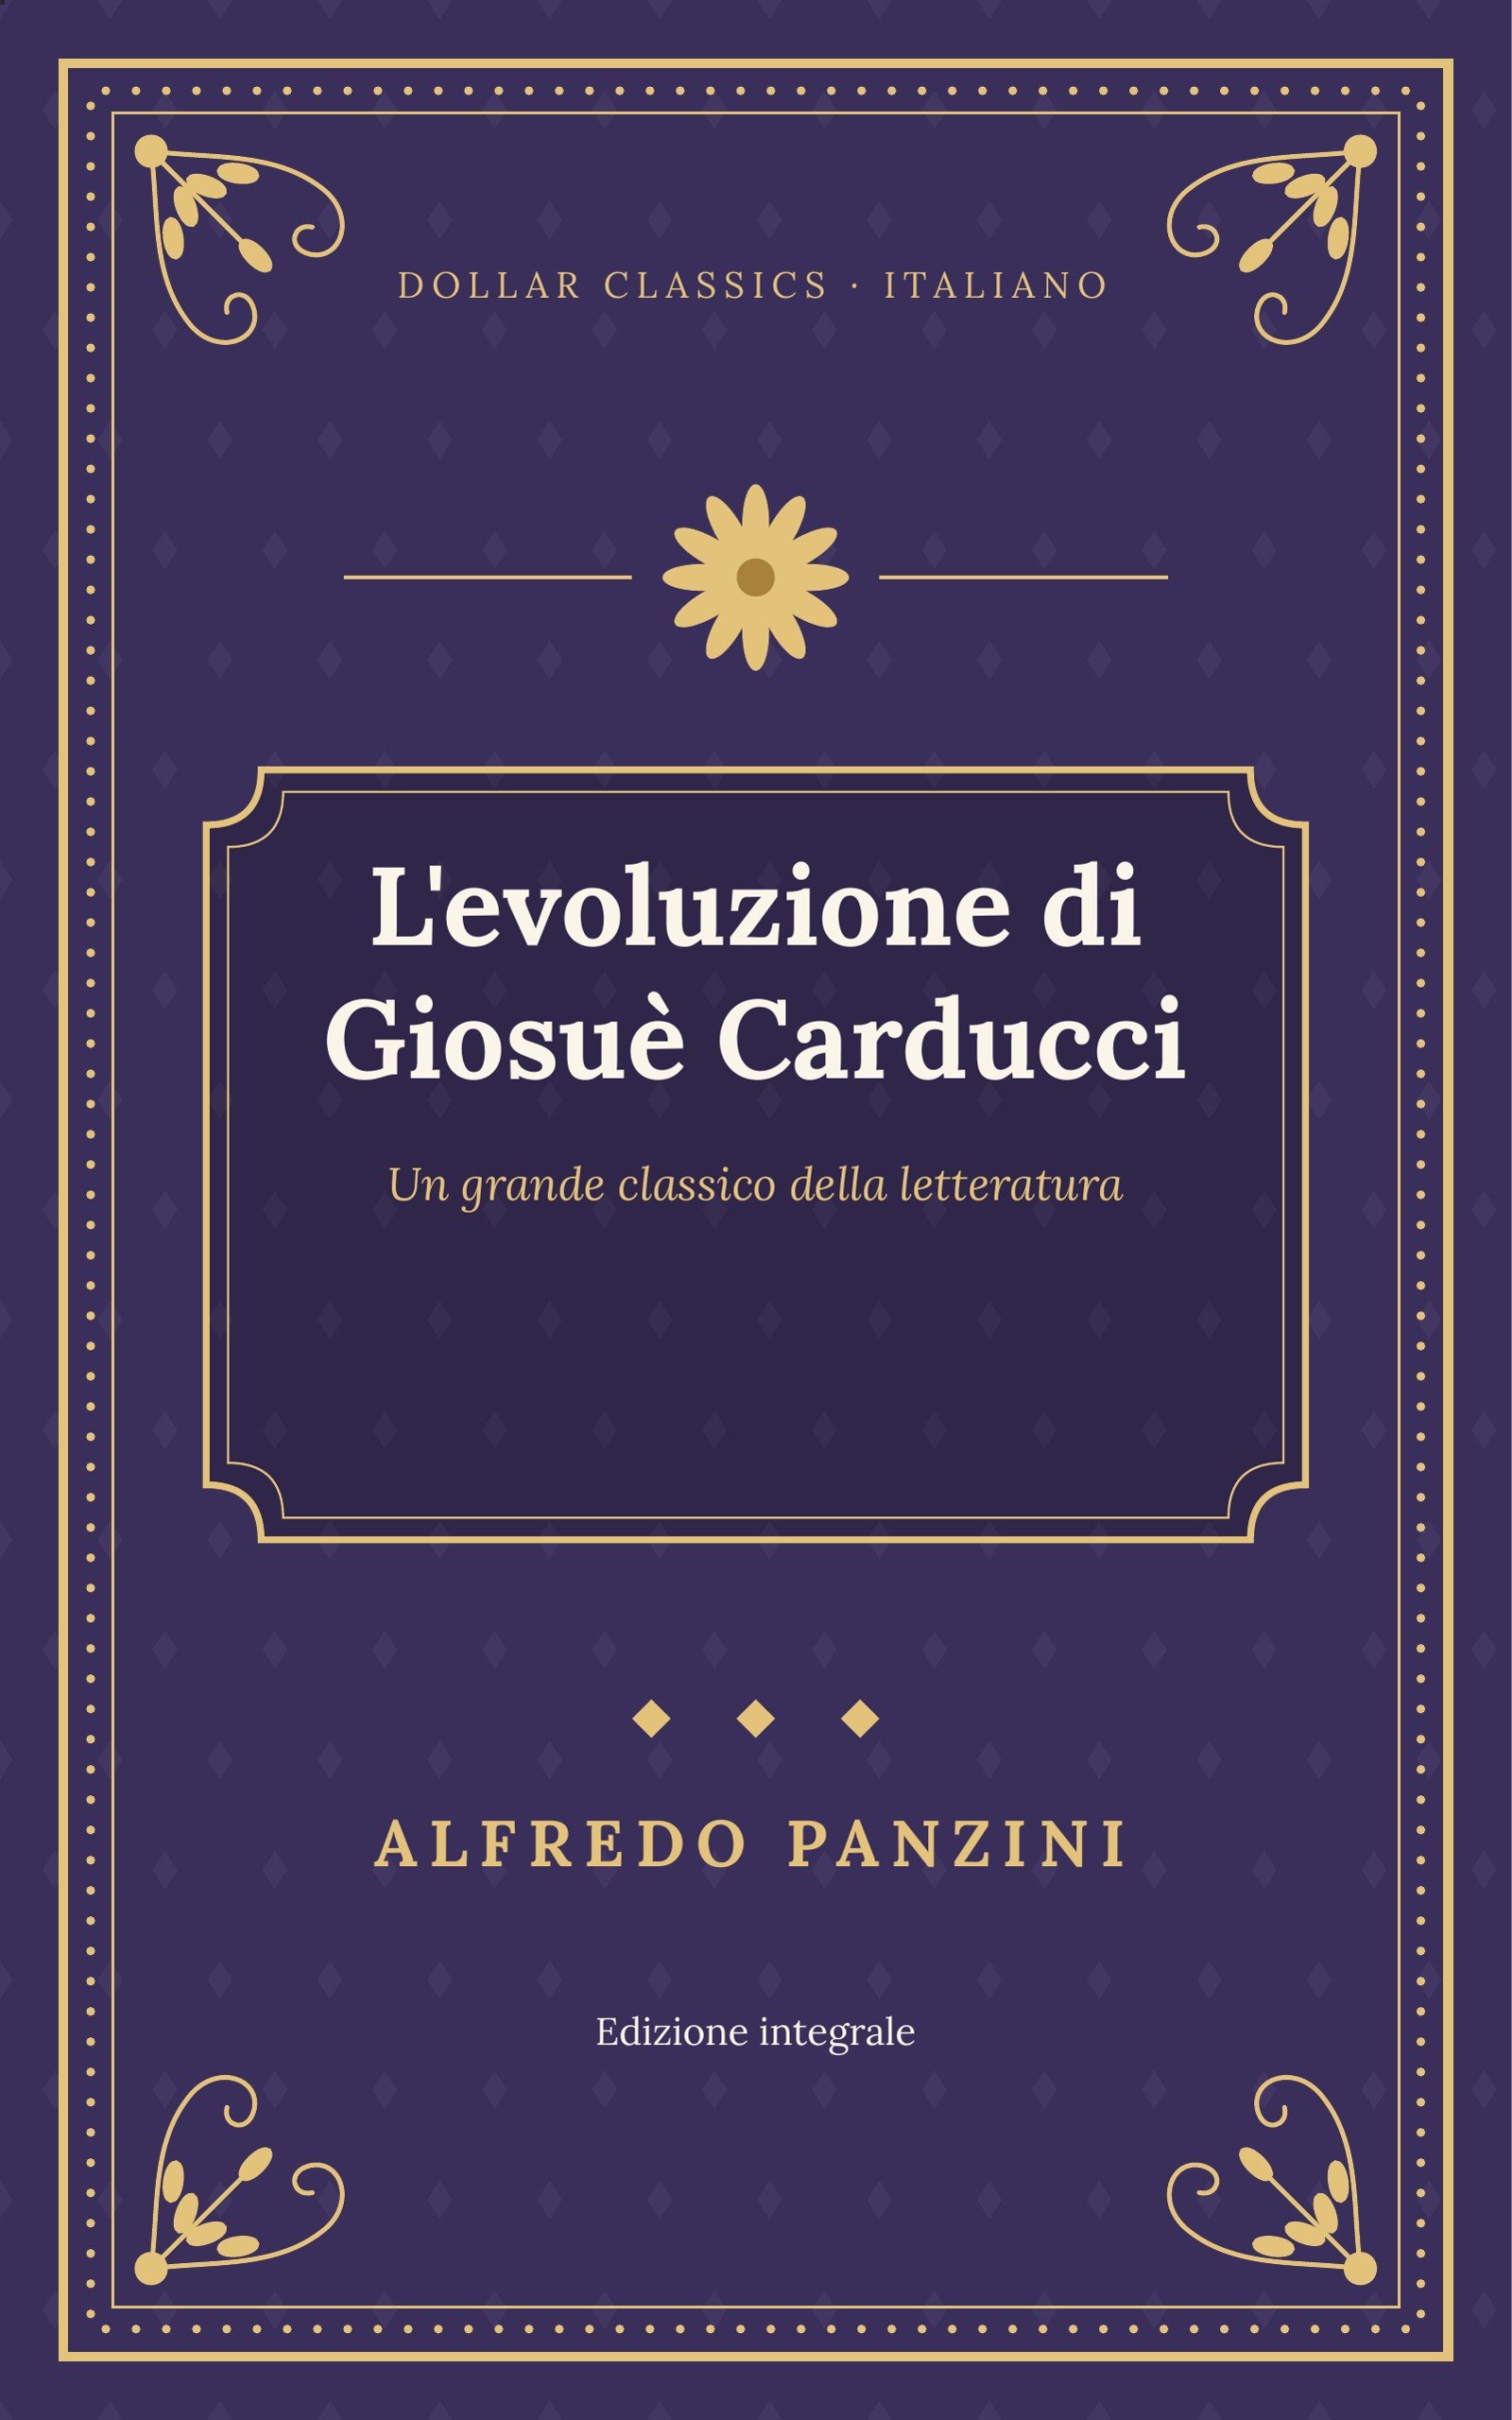 DOLLAR CLASSICS · ITALIANO
L'evoluzione di
Giosuè Carducci
Un grande classico della letteratura
ALFREDO PANZINI
Edizione integrale